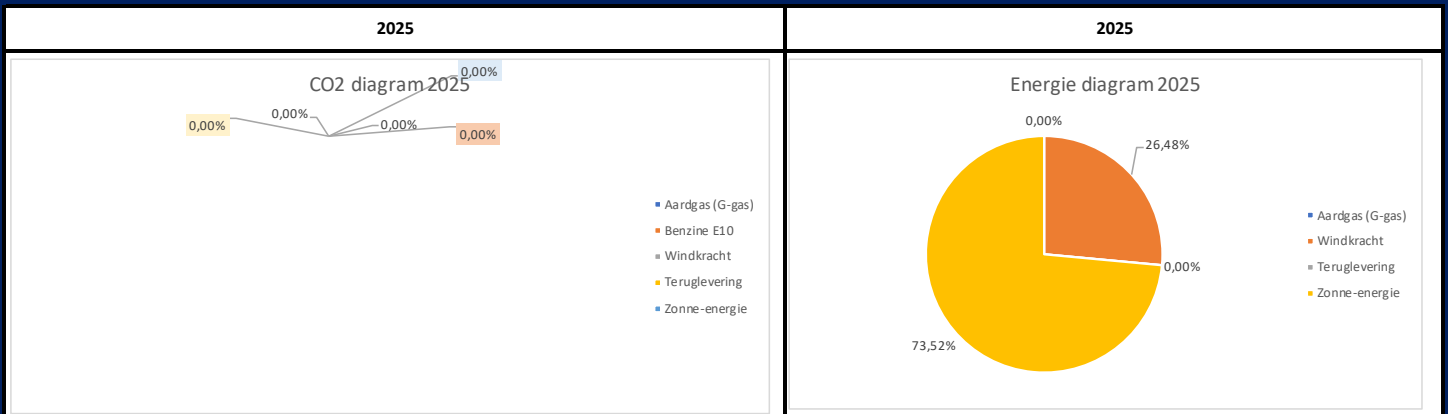 2025
2025
CO2 diagram 2025
0,00%
0,00%
0,00%
0,00%
0,00%
Aardgas (G-gas)
Benzine E10
Windkracht
Teruglevering
Zonne-energie
Energie diagram 2025
0,00%
26,48%
0,00%
73,52%
Aardgas (G-gas)
Windkracht
Teruglevering
Zonne-energie